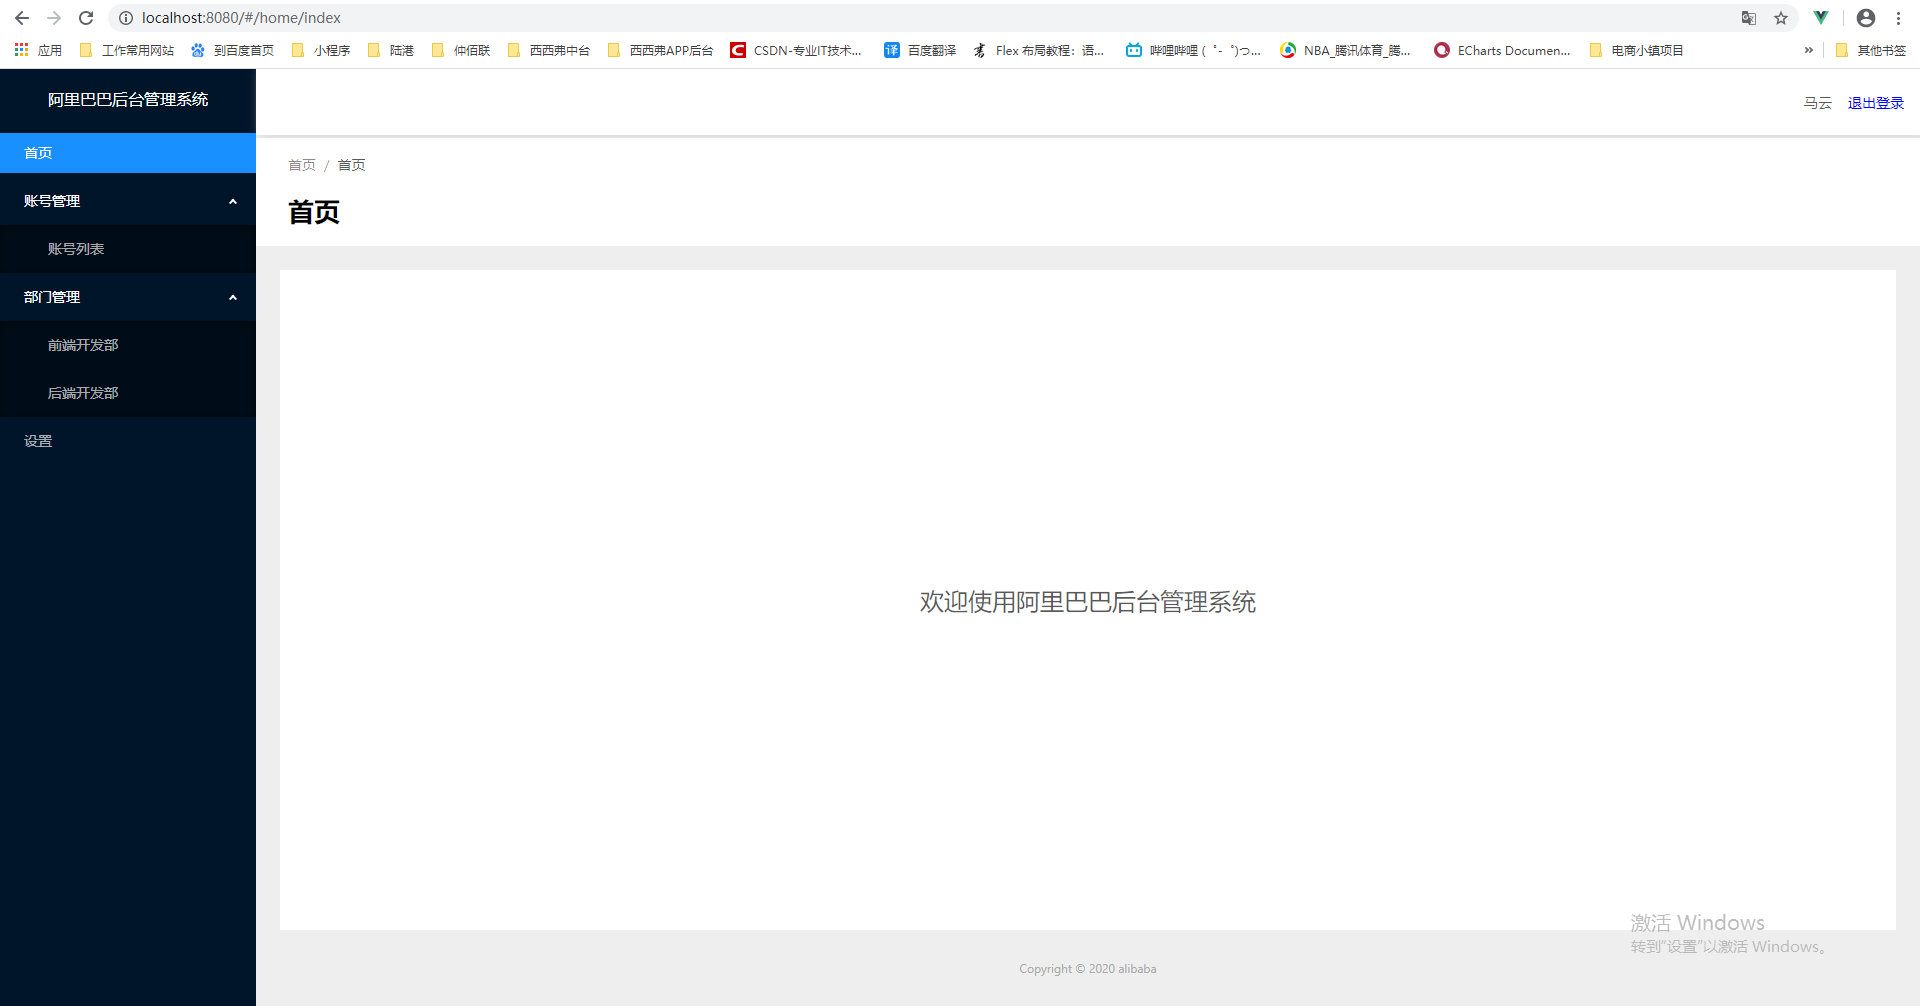 localhost:8080/#/home/index
应用 工作常用网站 到百度首页 小程序 陆港 仲佰联 西西弗中台 西西弗APP后台 CSDN-专业IT技术... 百度翻译 Flex 布局教程：语... 哔哩哔哩 ( ゜- ゜)つ... NBA_腾讯体育_腾... ECharts Documen... 电商小镇项目 » 其他书签
阿里巴巴后台管理系统
马云 退出登录
首页
账号管理
账号列表
部门管理
前端开发部
后端开发部
设置
首页 / 首页
首页
欢迎使用阿里巴巴后台管理系统
激活 Windows
转到“设置”以激活 Windows。
Copyright © 2020 alibaba